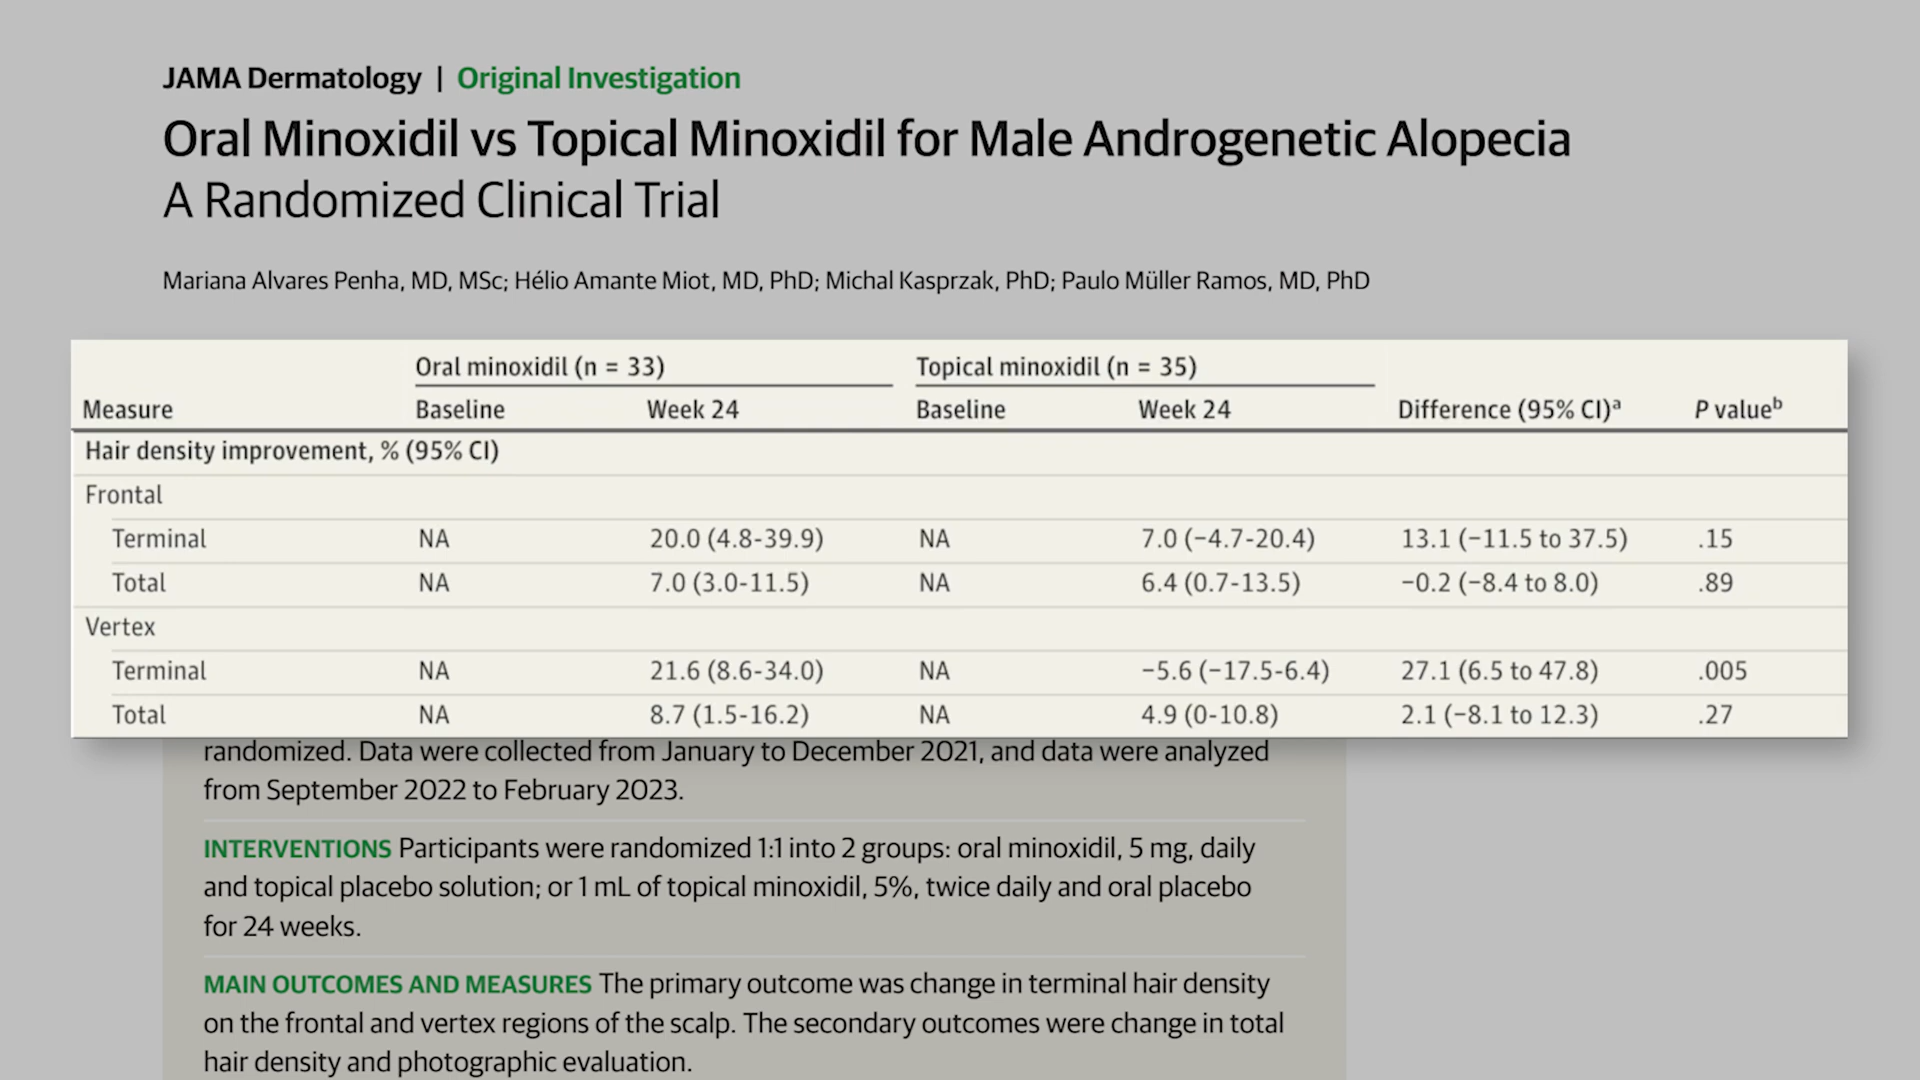 JAMA Dermatology | Original Investigation
Oral Minoxidil vs Topical Minoxidil for Male Androgenetic Alopecia
A Randomized Clinical Trial
Mariana Alvares Penha, MD, MSc; Hélio Amante Miot, MD, PhD; Michal Kasprzak, PhD; Paulo Müller Ramos, MD, PhD
Oral minoxidil (n = 33) Topical minoxidil (n = 35)
Measure Baseline Week 24 Baseline Week 24 Difference (95% CI)ᵃ P valueᵇ
Hair density improvement, % (95% CI)
Frontal
Terminal NA 20.0 (4.8-39.9) NA 7.0 (−4.7-20.4) 13.1 (−11.5 to 37.5) .15
Total NA 7.0 (3.0-11.5) NA 6.4 (0.7-13.5) −0.2 (−8.4 to 8.0) .89
Vertex
Terminal NA 21.6 (8.6-34.0) NA −5.6 (−17.5-6.4) 27.1 (6.5 to 47.8) .005
Total NA 8.7 (1.5-16.2) NA 4.9 (0-10.8) 2.1 (−8.1 to 12.3) .27
randomized. Data were collected from January to December 2021, and data were analyzed
from September 2022 to February 2023.
INTERVENTIONS Participants were randomized 1:1 into 2 groups: oral minoxidil, 5 mg, daily
and topical placebo solution; or 1 mL of topical minoxidil, 5%, twice daily and oral placebo
for 24 weeks.
MAIN OUTCOMES AND MEASURES The primary outcome was change in terminal hair density
on the frontal and vertex regions of the scalp. The secondary outcomes were change in total
hair density and photographic evaluation.